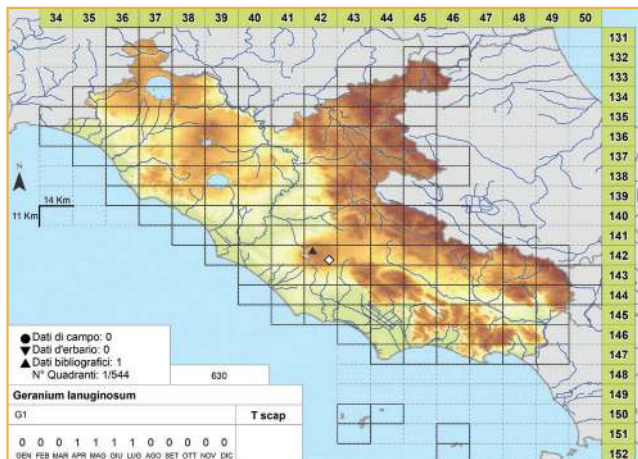 34 35 36 37 38 39 40 41 42 43 44 45 46 47 48 49 50
131
132
133
134
135
136
137
138
139
140
141
142
143
144
145
146
147
148
149
150
151
152
N
14 Km
11 Km
● Dati di campo: 0
▼ Dati d'erbario: 0
▲ Dati bibliografici: 1
N° Quadranti: 1/544
630
Geranium lanuginosum
G1 T scap
0 0 0 1 1 1 1 0 0 0 0 0
GEN FEB MAR APR MAG GIU LUG AGO SET OTT NOV DIC